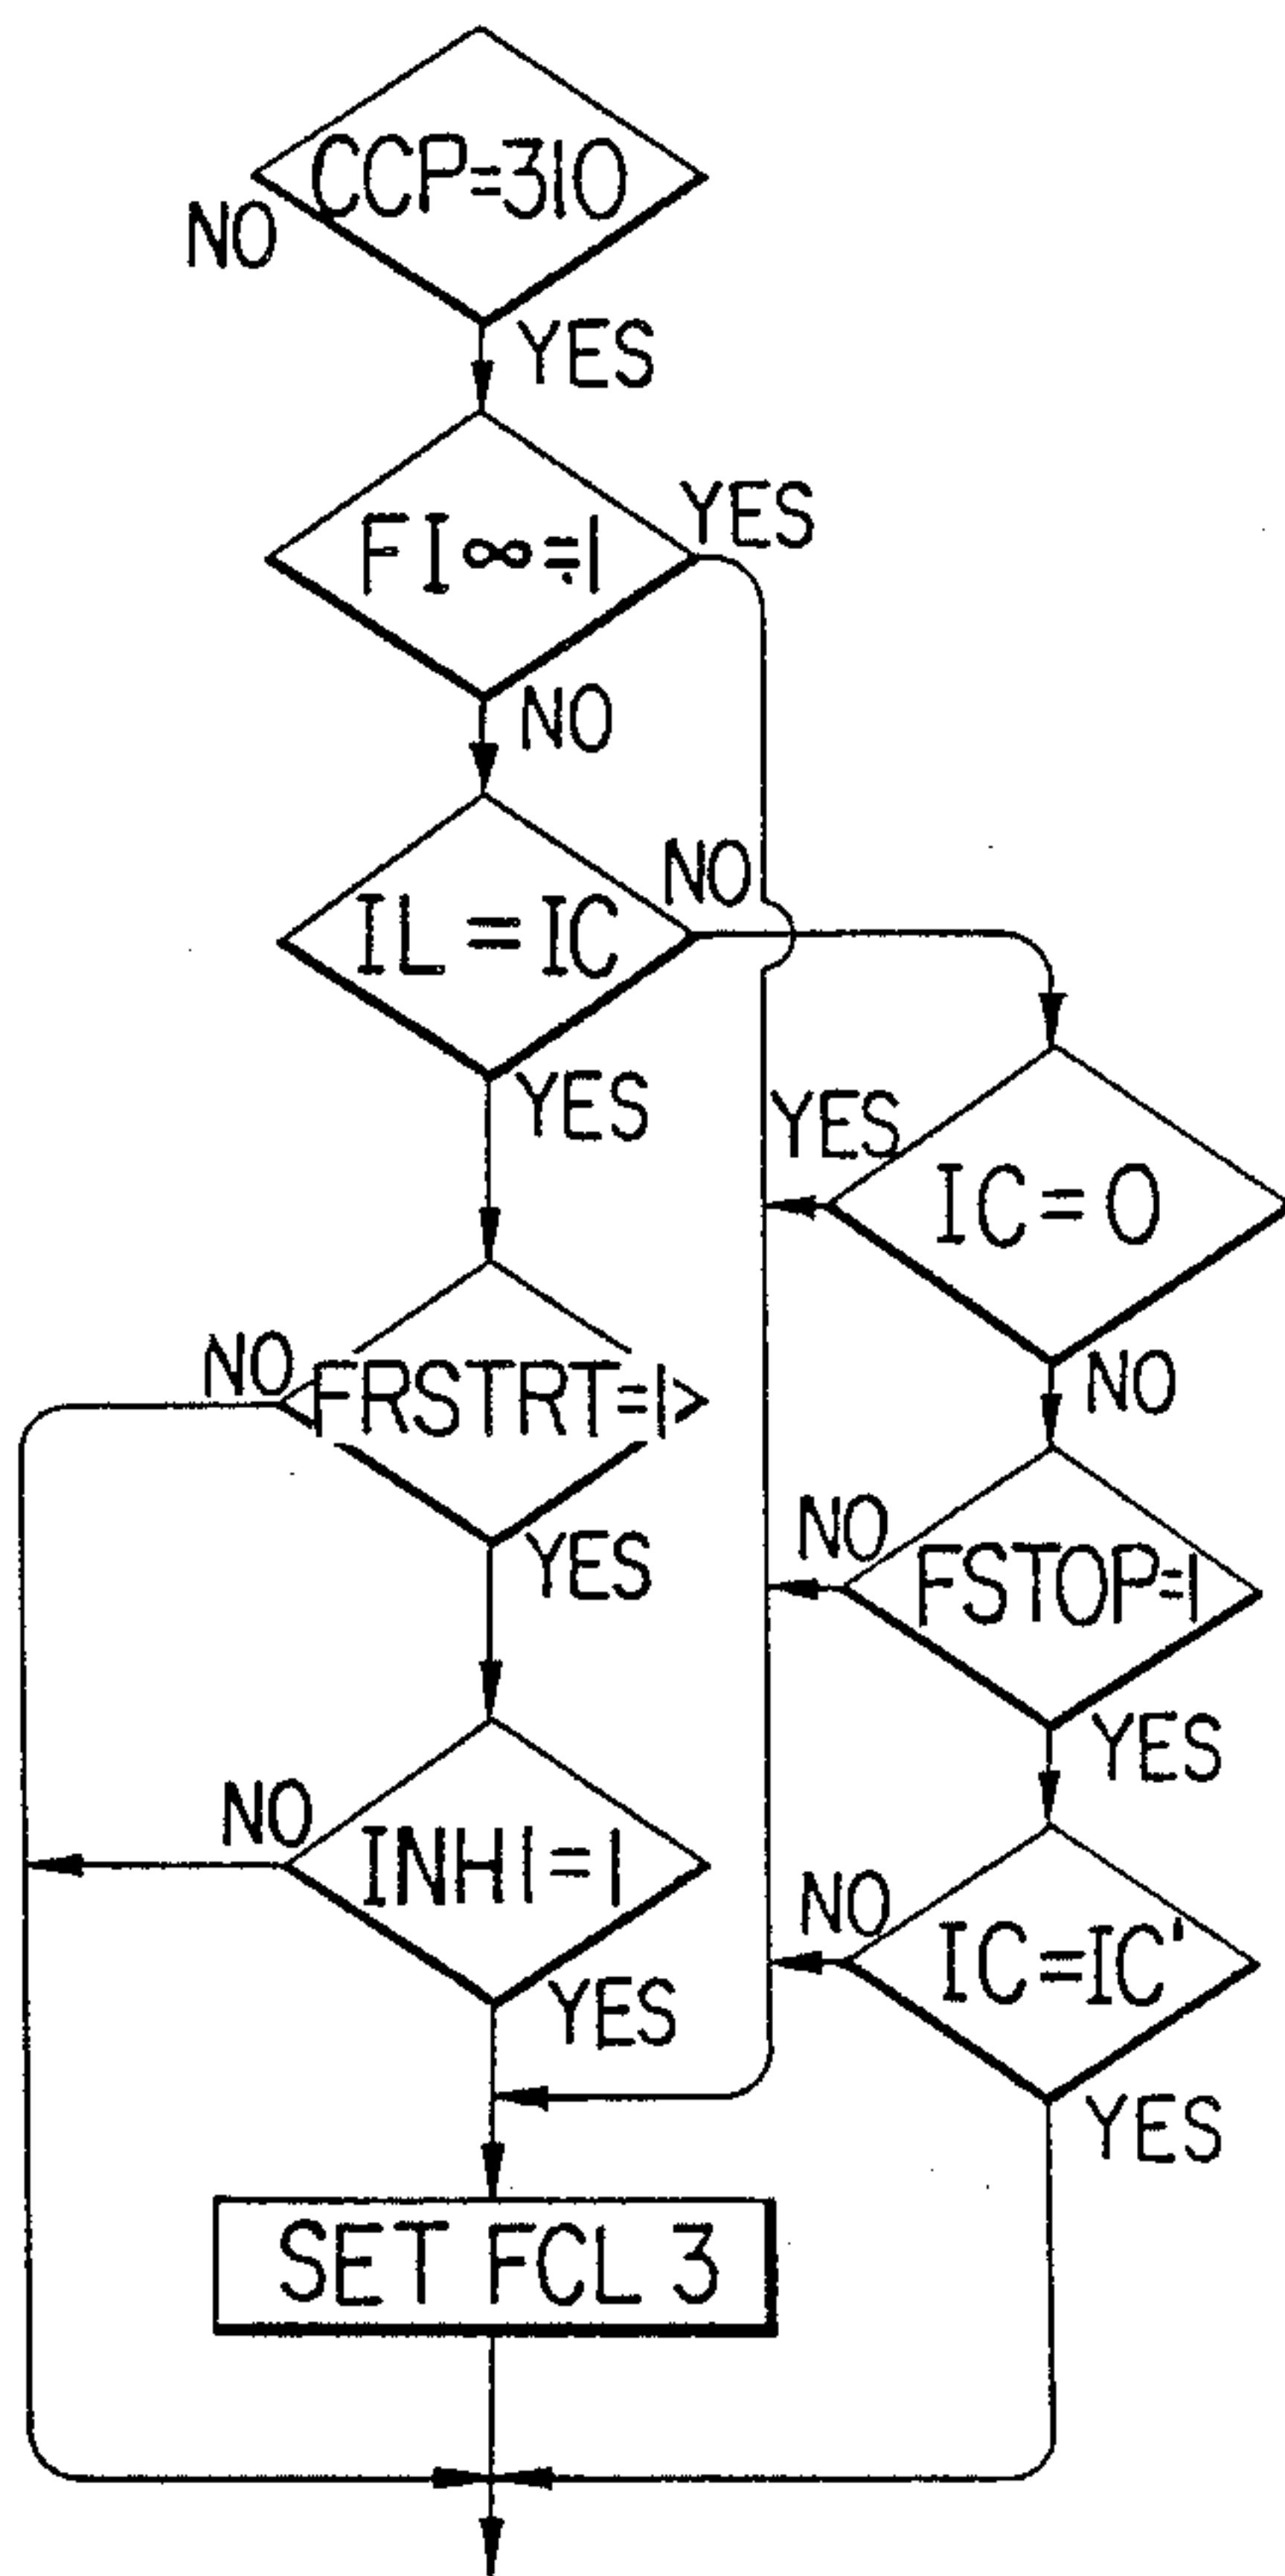 CCP=310
NO
YES
FI∞=1
YES
NO
IL=IC
NO
YES
IC=0
YES
NO
FRSTRT=1
NO
YES
FSTOP=1
NO
YES
INHI=1
NO
YES
IC=IC'
NO
YES
SET FCL 3